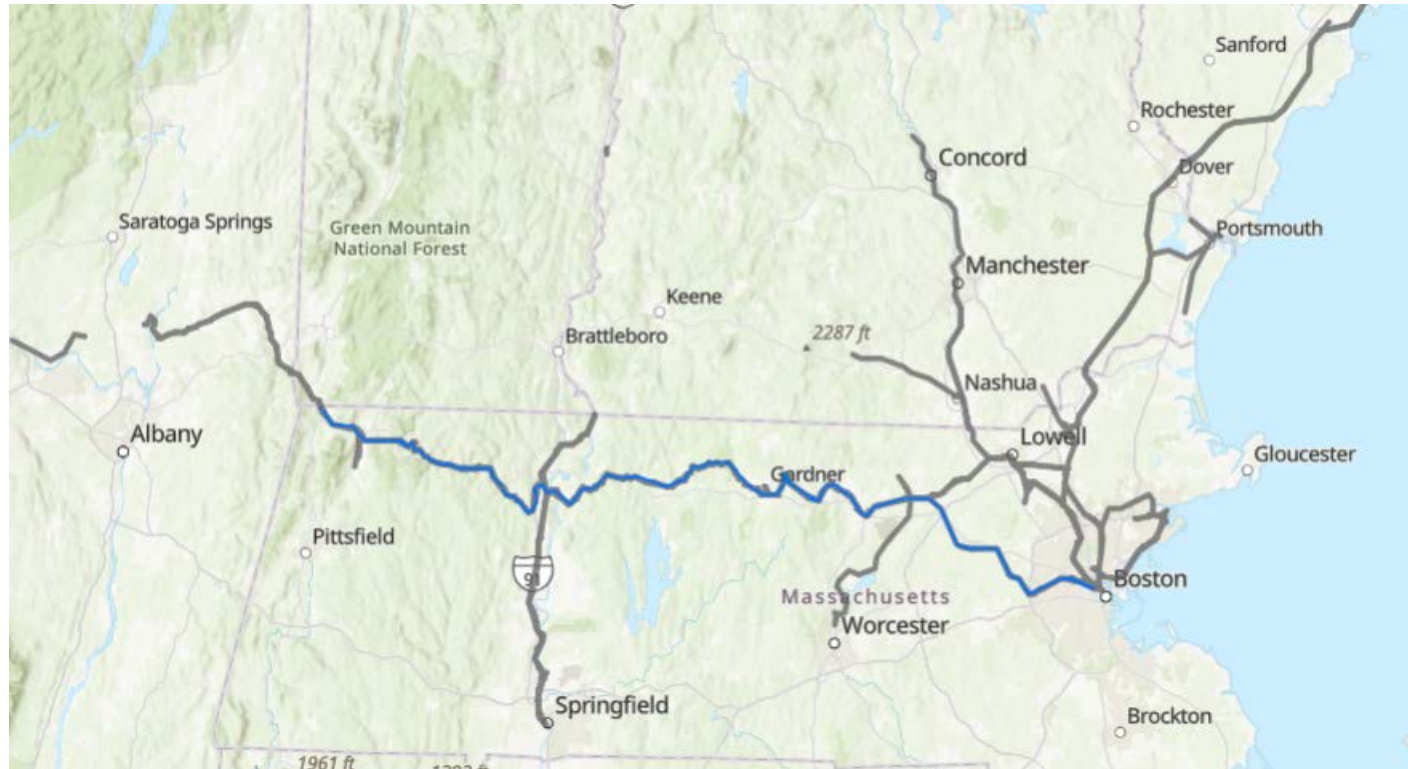 Sanford
Rochester
Concord
Dover
Saratoga Springs
Green Mountain
National Forest
Portsmouth
Manchester
Keene
Brattleboro
2287 ft
Nashua
Albany
Lowell
Gloucester
Gardner
Pittsfield
91
Boston
Massachusetts
Worcester
Springfield
Brockton
1961 ft